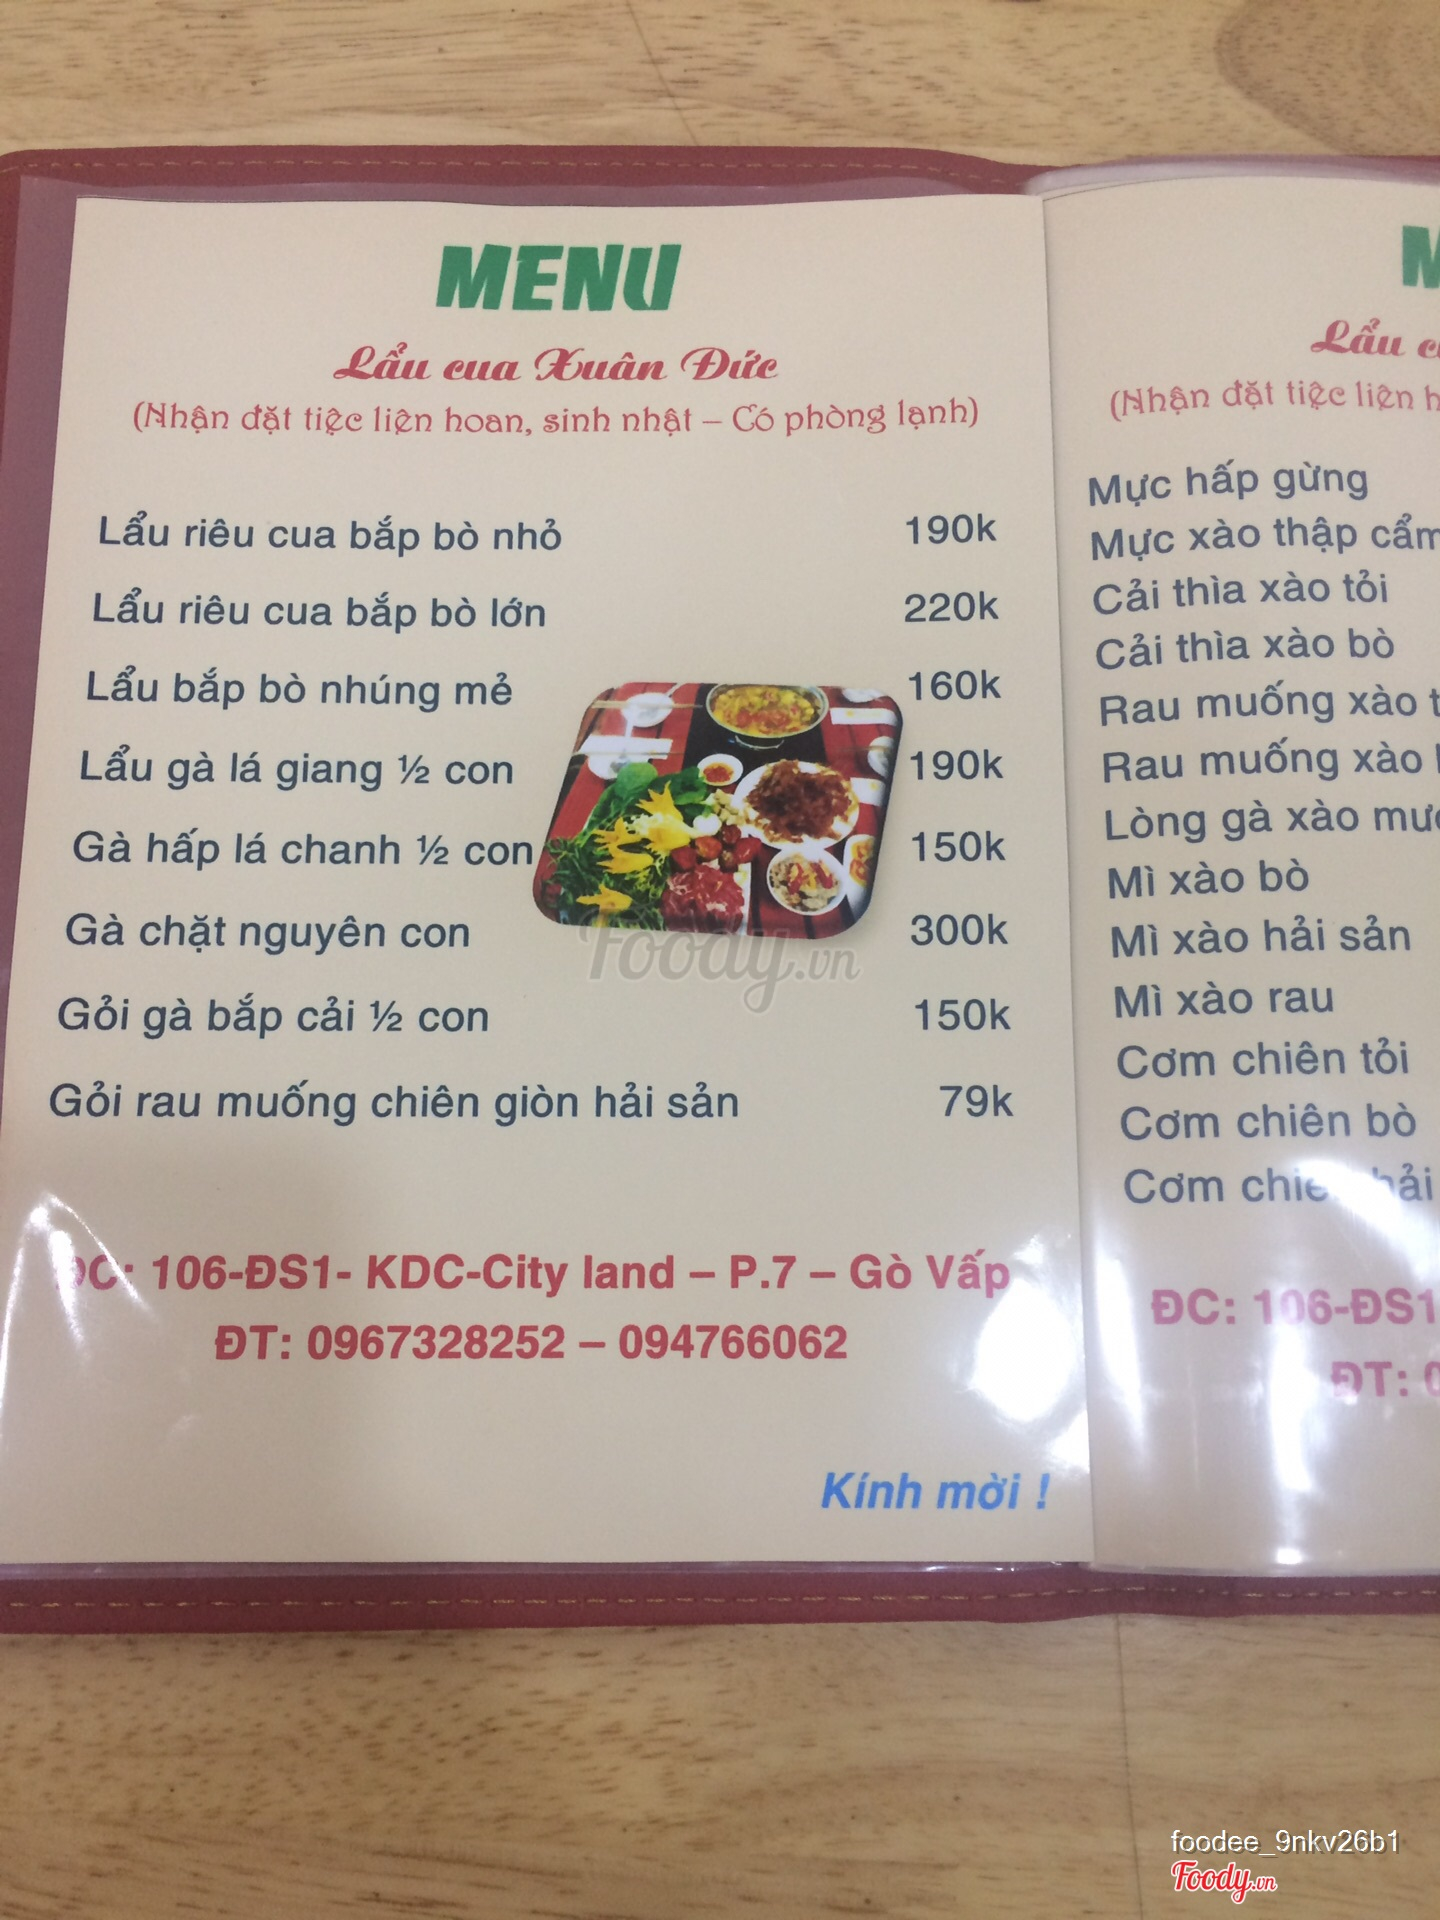 MENU
Lẩu cua Xuân Đức
(Nhận đặt tiệc liên hoan, sinh nhật – Có phòng lạnh)
Lẩu riêu cua bắp bò nhỏ 190k
Lẩu riêu cua bắp bò lớn 220k
Lẩu bắp bò nhúng mẻ 160k
Lẩu gà lá giang ½ con 190k
Gà hấp lá chanh ½ con 150k
Gà chặt nguyên con 300k
Gỏi gà bắp cải ½ con 150k
Gỏi rau muống chiên giòn hải sản 79k
ĐC: 106-ĐS1- KDC-City land – P.7 – Gò Vấp
ĐT: 0967328252 – 094766062
Kính mời !
Lẩu
(Nhận đặt tiệc liên
Mực hấp gừng
Mực xào thập cẩm
Cải thìa xào tỏi
Cải thìa xào bò
Rau muống xào
Rau muống xào
Lòng gà xào
Mì xào bò
Mì xào hải sản
Mì xào rau
Cơm chiên tỏi
Cơm chiên bò
Cơm
ĐC: 106-ĐS1
ĐT:
Foody.vn
foodee_9nkv26b1
Foody.vn